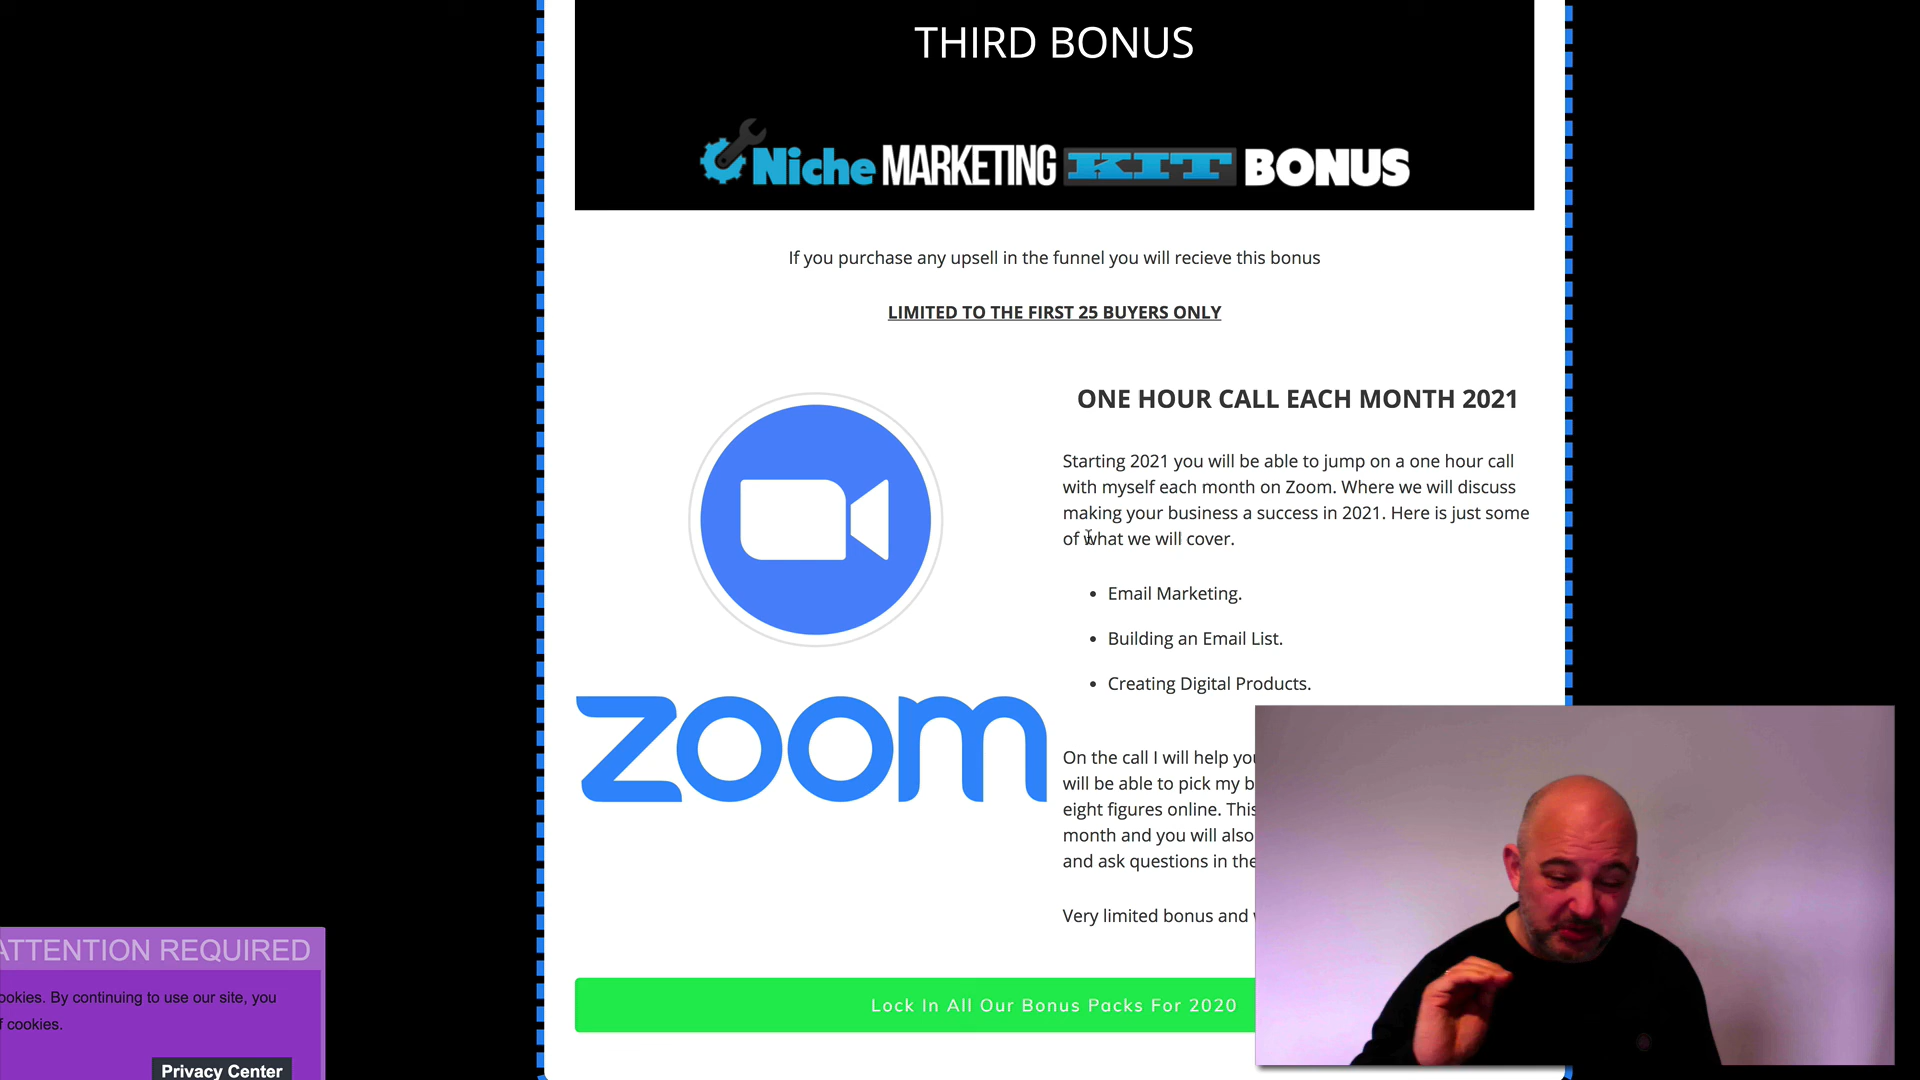 THIRD BONUS
Niche MARKETING KIT BONUS
If you purchase any upsell in the funnel you will recieve this bonus
LIMITED TO THE FIRST 25 BUYERS ONLY
ONE HOUR CALL EACH MONTH 2021
Starting 2021 you will be able to jump on a one hour call
with myself each month on Zoom. Where we will discuss
making your business a success in 2021. Here is just some
of what we will cover.
• Email Marketing.
• Building an Email List.
• Creating Digital Products.
zoom
On the call I will help you
will be able to pick my b
eight figures online. This
month and you will also
and ask questions in the
Very limited bonus and
Lock In All Our Bonus Packs For 2020
ATTENTION REQUIRED
ookies. By continuing to use our site, you
f cookies.
Privacy Center